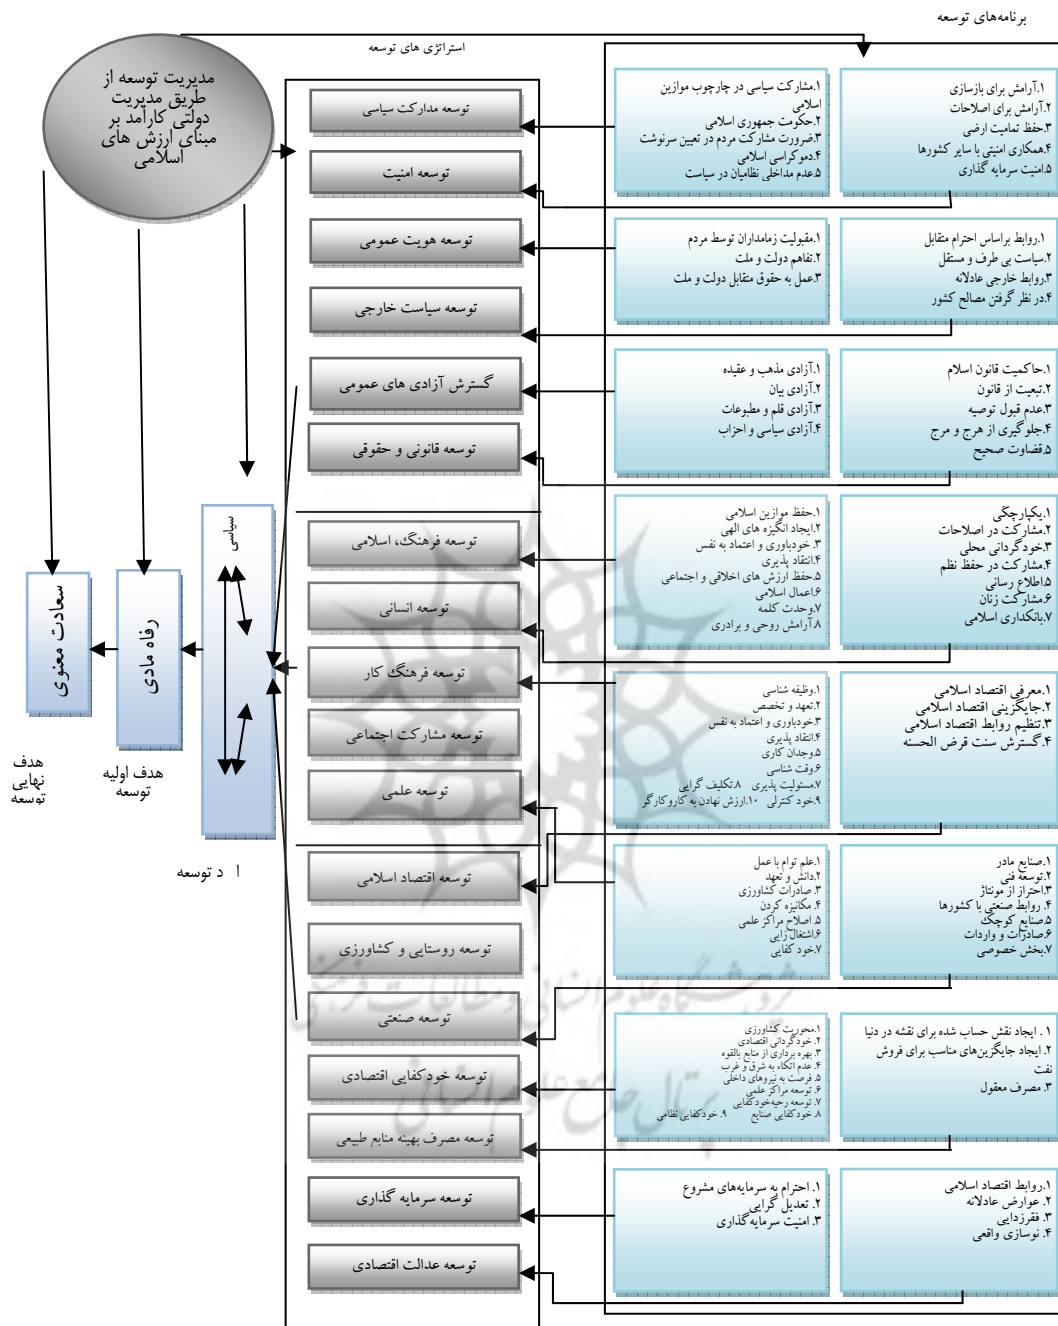 برنامه‌های توسعه
استراتژی های توسعه
مدیریت توسعه از
طریق مدیریت
دولتی کارآمد بر
مبنای ارزش های
اسلامی
۱.آرامش برای بازسازی
۲.آرامش برای اصلاحات
۳.حفظ تمامیت ارضی
۴.همکاری امنیتی با سایر کشورها
۵.امنیت سرمایه گذاری
۱.مشارکت سیاسی در چارچوب موازین
اسلامی
۲.حکومت جمهوری اسلامی
۳.ضرورت مشارکت مردم در تعیین سرنوشت
۴.دموکراسی اسلامی
۵.عدم مداخلی نظامیان در سیاست
توسعه مدارکت سیاسی
توسعه امنیت
۱.روابط براساس احترام متقابل
۲.سیاست بی طرف و مستقل
۳.روابط خارجی عادلانه
۴.در نظر گرفتن مصالح کشور
۱.مقبولیت زمامداران توسط مردم
۲.تفاهم دولت و ملت
۳.عمل به حقوق متقابل دولت و ملت
توسعه هویت عمومی
توسعه سیاست خارجی
۱.حاکمیت قانون اسلام
۲.تبعیت از قانون
۳.عدم قبول توصیه
۴.جلوگیری از هرج و مرج
۵.قضاوت صحیح
۱.آزادی مذهب و عقیده
۲.آزادی بیان
۳.آزادی قلم و مطبوعات
۴.آزادی سیاسی و احزاب
گسترش آزادی های عمومی
توسعه قانونی و حقوقی
۱.یکپارچگی
۲.مشارکت در اصلاحات
۳.خودگردانی محلی
۴.مشارکت در حفظ نظم
۵.اطلاع رسانی
۶.مشارکت زنان
۷.بانکداری اسلامی
۱.حفظ موازین اسلامی
۲.ایجاد انگیزه های الهی
۳. خودباوری و اعتماد به نفس
۴.انتقاد پذیری
۵.حفظ ارزش های اخلاقی و اجتماعی
۶.اعمال اسلامی
۷.وحدت کلمه
۸.آرامش روحی و برادری
توسعه فرهنگ، اسلامی
توسعه انسانی
۱.معرفی اقتصاد اسلامی
۲.جایگزینی اقتصاد اسلامی
۳.تنظیم روابط اقتصاد اسلامی
۴.گسترش سنت قرض الحسنه
۱.وظیفه شناسی
۲.تعهد و تخصص
۳.خودباوری و اعتماد به نفس
۴.انتقاد پذیری
۵.وجدان کاری
۶.وقت شناسی
۷.مسئولیت پذیری ۸.تکلیف گرایی
۹.خود کنترلی ۱۰.ارزش نهادن به کاروکارگر
توسعه فرهنگ کار
توسعه مشارکت اجتماعی
توسعه علمی
سیاسی
رفاه مادی
سعادت معنوی
ا د توسعه
هدف اولیه
توسعه
هدف
نهایی
توسعه
۱.صنایع مادر
۲.توسعه فنی
۳.احتراز از مونتاژ
۴. روابط صنعتی با کشورها
۵.صنایع کوچک
۶.صادرات و واردات
۷.بخش خصوصی
۱.علم توام با عمل
۲.دانش و تعهد
۳. صادرات کشاورزی
۴. مکانیزه کردن
۵. اصلاح مراکز علمی
۶.اشتغال زایی
۷. خود کفایی
توسعه اقتصاد اسلامی
توسعه روستایی و کشاورزی
توسعه صنعتی
۱. ایجاد نقش حساب شده برای نقشه در دنیا
۲. ایجاد جایگزین‌های مناسب برای فروش
نفت
۳. مصرف معقول
۱.محوریت کشاورزی
۲. خودگردانی اقتصادی
۳. بهره برداری از منابع بالقوه
۴. عدم اتکاء به شرق و غرب
۵. فرصت به نیروهای داخلی
۶. توسعه مراکز علمی
۷. توسعه رحیه‌خودکفایی
۸. خودکفایی صنایع ۹. خودکفایی نظامی
توسعه خودکفایی اقتصادی
توسعه مصرف بهینه منابع طبیعی
۱.روابط اقتصاد اسلامی
۲. عوارض عادلانه
۳. فقرزدایی
۴. نوسازی واقعی
۱. احترام به سرمایه‌های مشروع
۲. تعدیل گرایی
۳. امنیت سرمایه‌گذاری
توسعه سرمایه گذاری
توسعه عدالت اقتصادی
پژوهشگاه علوم انسانی و مطالعات فرهنگی
پرتال جامع علوم انسانی